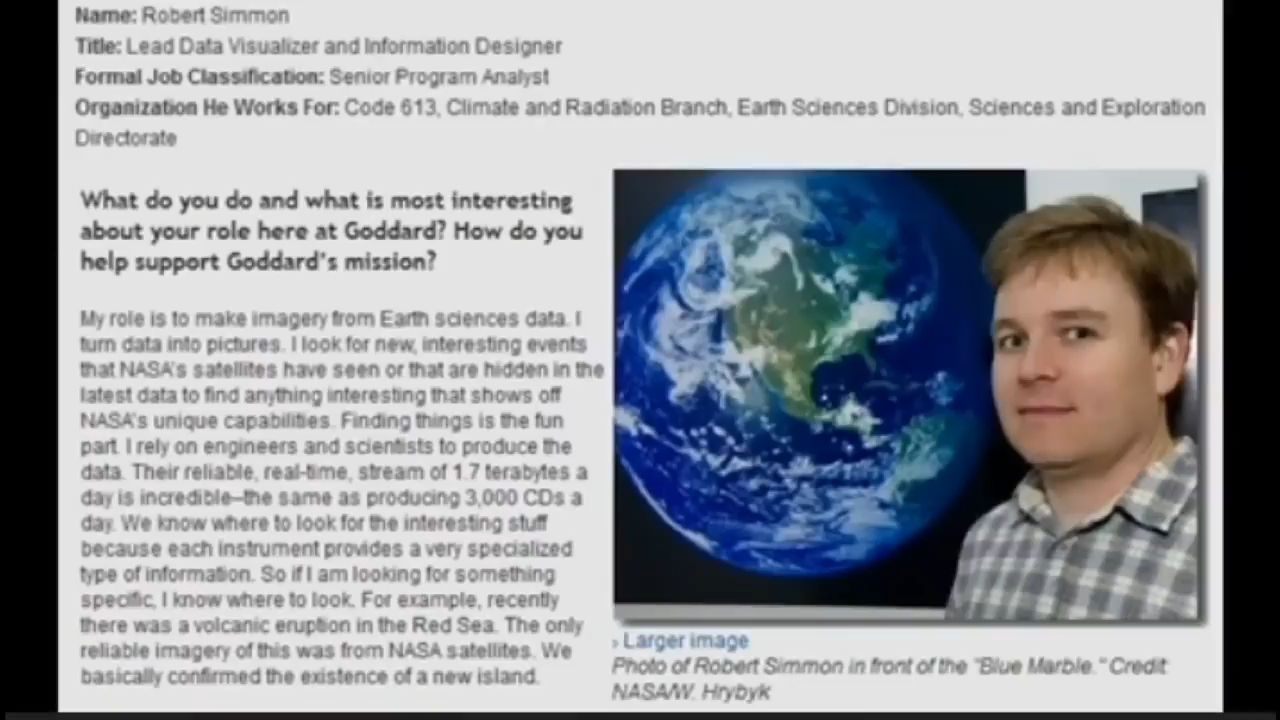 Name: Robert Simmon
Title: Lead Data Visualizer and Information Designer
Formal Job Classification: Senior Program Analyst
Organization He Works For: Code 613, Climate and Radiation Branch, Earth Sciences Division, Sciences and Exploration
Directorate
What do you do and what is most interesting
about your role here at Goddard? How do you
help support Goddard's mission?
My role is to make imagery from Earth sciences data. I
turn data into pictures. I look for new, interesting events
that NASA's satellites have seen or that are hidden in the
latest data to find anything interesting that shows off
NASA's unique capabilities. Finding things is the fun
part. I rely on engineers and scientists to produce the
data. Their reliable, real-time, stream of 1.7 terabytes a
day is incredible–the same as producing 3,000 CDs a
day. We know where to look for the interesting stuff
because each instrument provides a very specialized
type of information. So if I am looking for something
specific, I know where to look. For example, recently
there was a volcanic eruption in the Red Sea. The only
reliable imagery of this was from NASA satellites. We
basically confirmed the existence of a new island.
› Larger image
Photo of Robert Simmon in front of the "Blue Marble." Credit:
NASA/W. Hrybyk